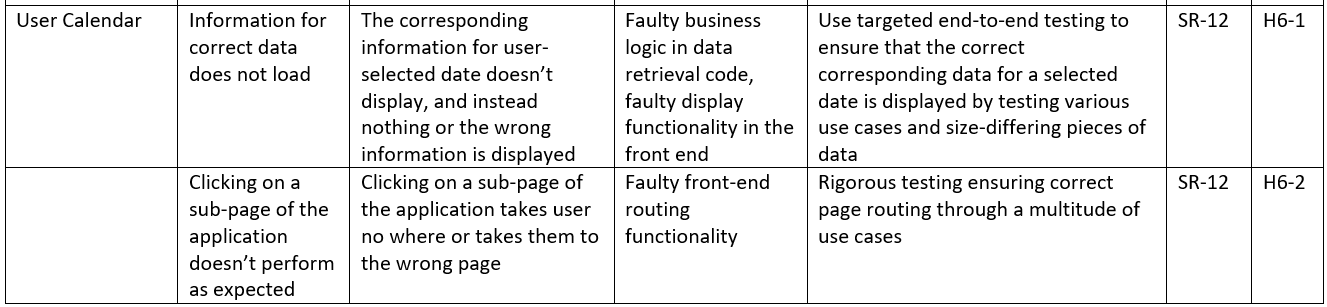 User Calendar
Information for
correct data
does not load
The corresponding
information for user-
selected date doesn't
display, and instead
nothing or the wrong
information is displayed
Faulty business
logic in data
retrieval code,
faulty display
functionality in the
front end
Use targeted end-to-end testing to
ensure that the correct
corresponding data for a selected
date is displayed by testing various
use cases and size-differing pieces of
data
SR-12
H6-1
Clicking on a
sub-page of the
application
doesn't perform
as expected
Clicking on a sub-page of
the application takes user
no where or takes them to
the wrong page
Faulty front-end
routing
functionality
Rigorous testing ensuring correct
page routing through a multitude of
use cases
SR-12
H6-2